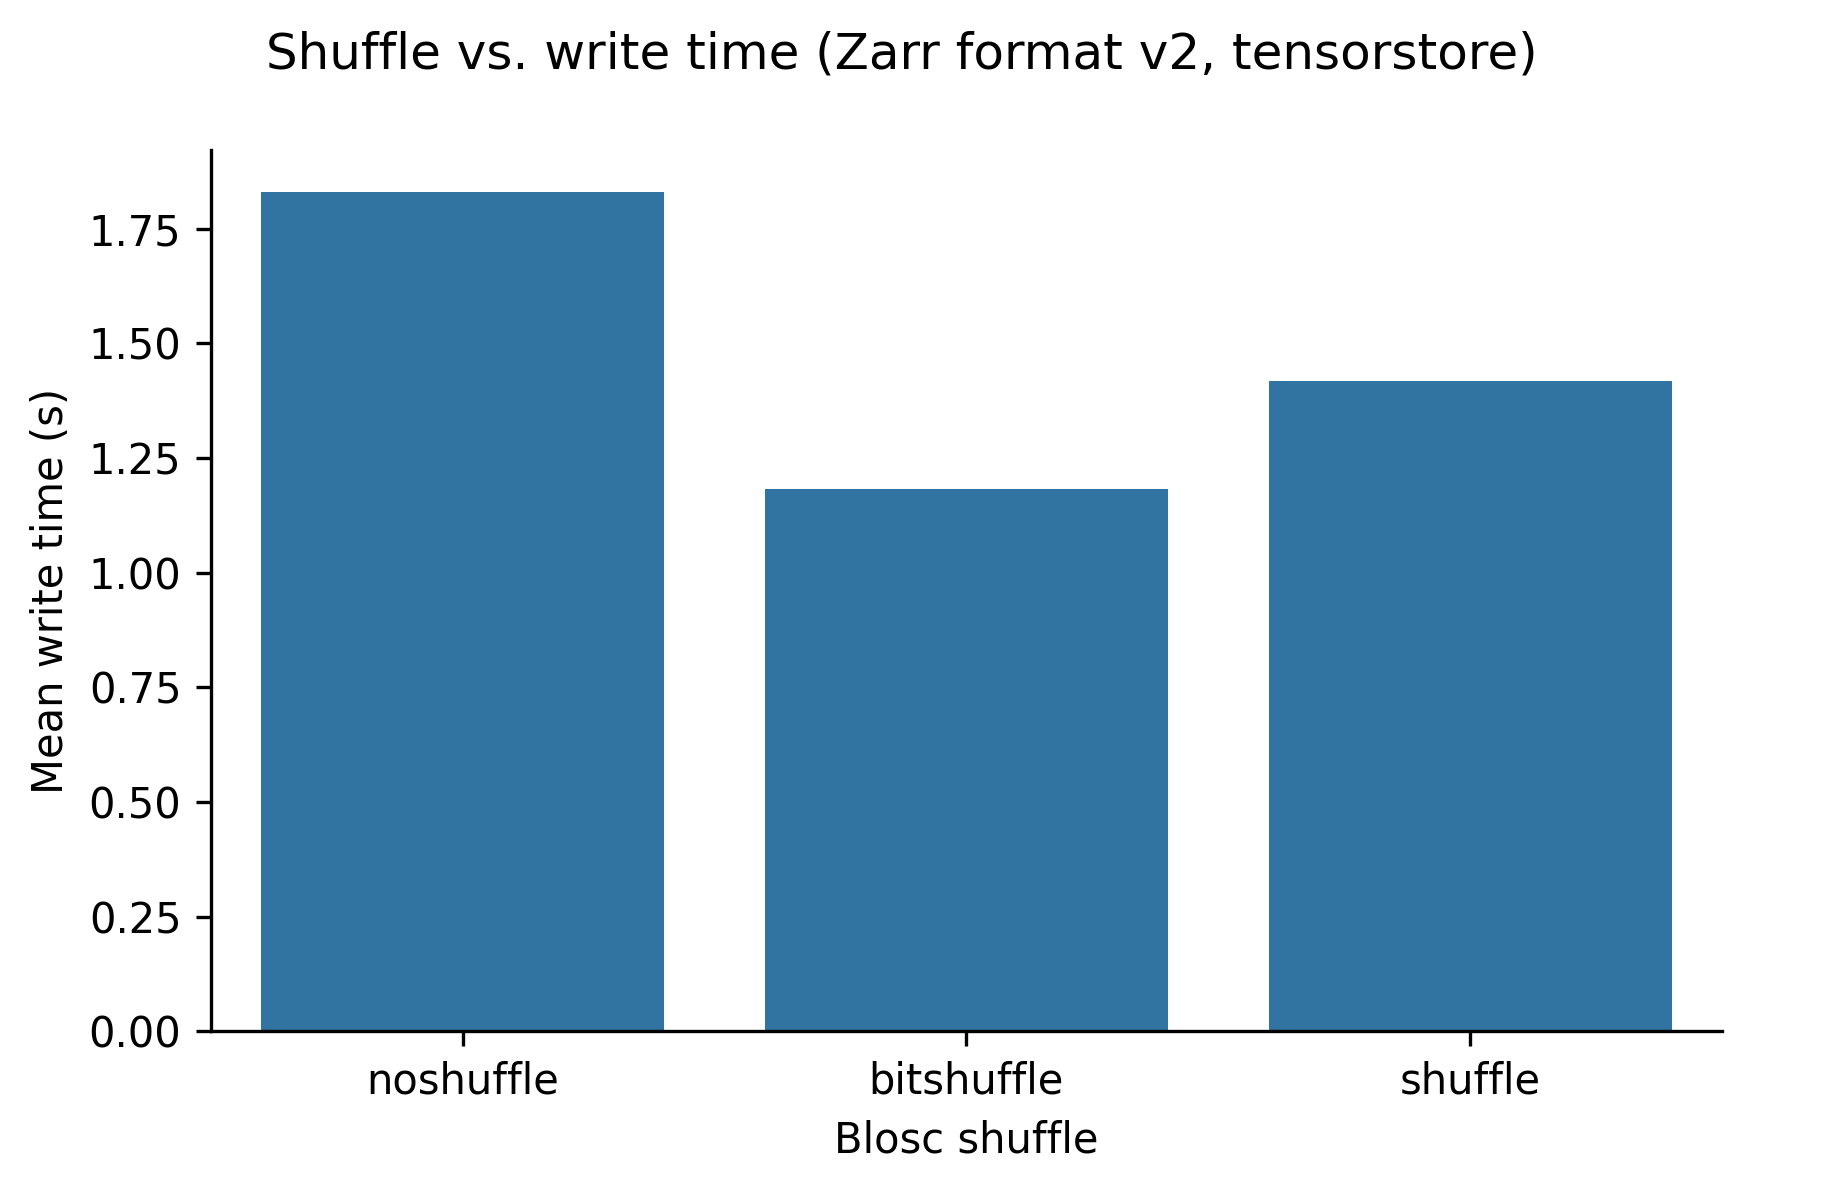 Shuffle vs. write time (Zarr format v2, tensorstore)
Mean write time (s)
1.75
1.50
1.25
1.00
0.75
0.50
0.25
0.00
noshuffle bitshuffle shuffle
Blosc shuffle